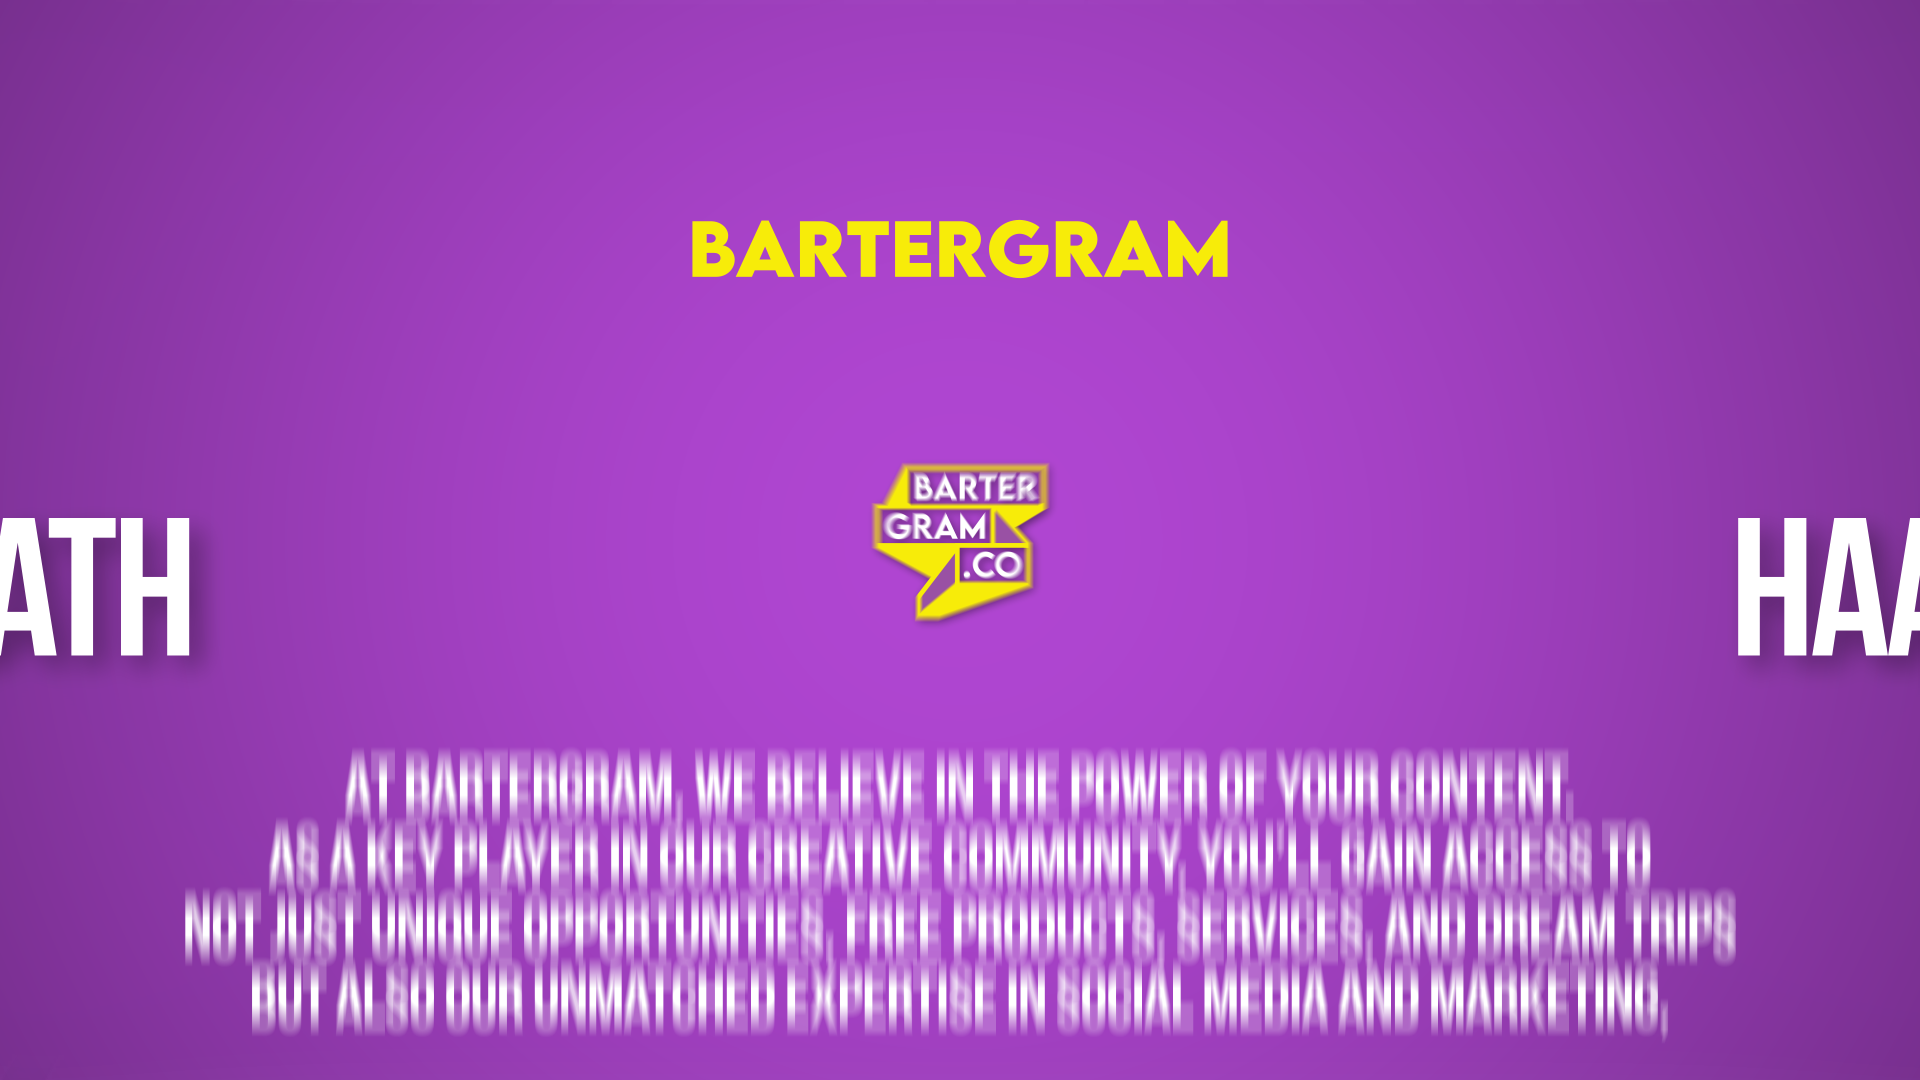 BARTERGRAM
BARTER
GRAM
.CO
ATH
HAA
AT BARTERGRAM, WE BELIEVE IN THE POWER OF YOUR CONTENT.
AS A KEY PLAYER IN OUR CREATIVE COMMUNITY, YOU'LL GAIN ACCESS TO
NOT JUST UNIQUE OPPORTUNITIES, FREE PRODUCTS, SERVICES, AND DREAM TRIPS
BUT ALSO OUR UNMATCHED EXPERTISE IN SOCIAL MEDIA AND MARKETING,